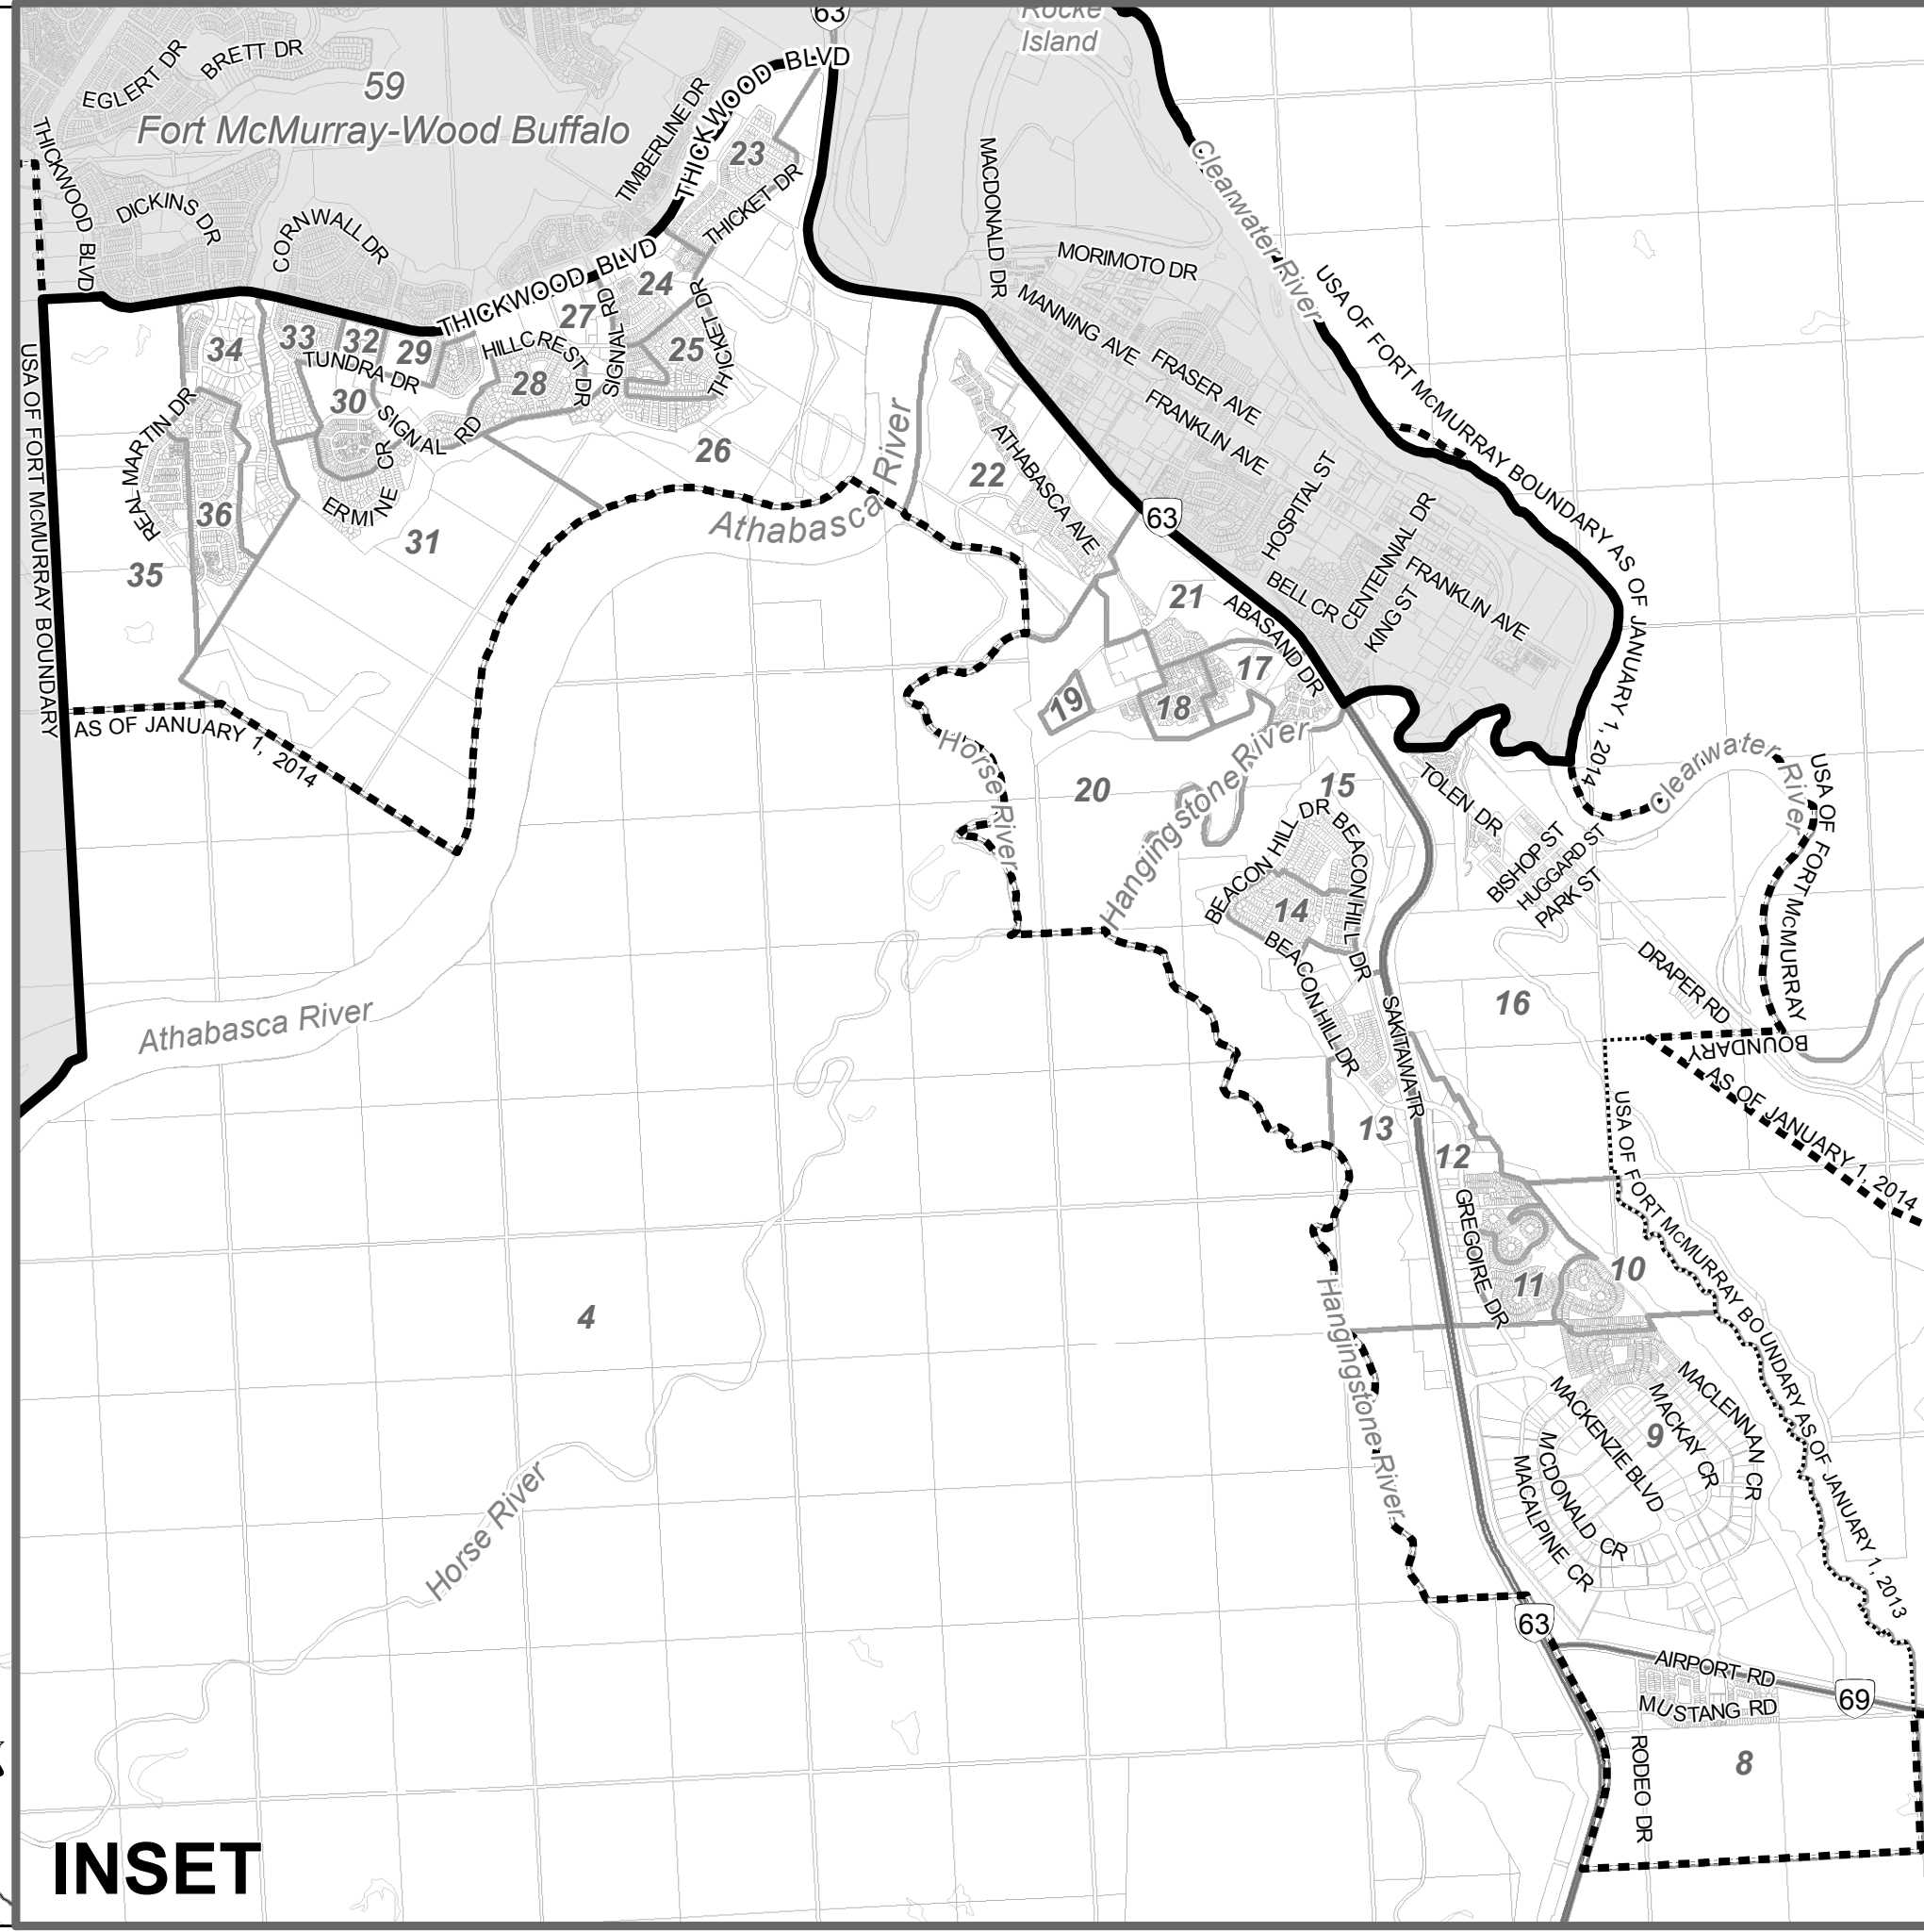 63
Rocke
Island
BRETT DR
EGLERT DR
59
Fort McMurray-Wood Buffalo
THICKWOOD BLVD
TIMBERLINE DR
THICKWOOD BLVD
23
THICKET DR
DICKINS DR
CORNWALL DR
THICKWOOD BLVD
24
27
SIGNAL RD
THICKET DR
25
HILLCREST DR
28
29
32
33
34
TUNDRA DR
30
SIGNAL RD
ERMINE CR
REAL MARTIN DR
36
35
31
26
USA OF FORT McMURRAY BOUNDARY
AS OF JANUARY 1, 2014
Athabasca River
Athabasca River
MACDONALD DR
MORIMOTO DR
MANNING AVE
FRASER AVE
FRANKLIN AVE
Clearwater River
USA OF FORT McMURRAY BOUNDARY AS OF JANUARY 1, 2014
22
ATHABASCA AVE
63
HOSPITAL ST
CENTENNIAL DR
BELL CR
KING ST
FRANKLIN AVE
21
ABASAND DR
17
18
19
20
Horse River
Hangingstone River
15
BEACON HILL DR
BEACON HILL DR
14
BEACON HILL DR
TOLEN DR
BISHOP ST
HUGGARD ST
PARK ST
Clearwater River
USA OF FORT McMURRAY
BOUNDARY
AS OF JANUARY 1, 2014
DRAPER RD
16
SAKITAWA TR
13
12
GREGOIRE DR
11
10
USA OF FORT McMURRAY BOUNDARY AS OF JANUARY 1, 2013
Hangingstone River
4
Horse River
MACLENNAN CR
MACKAY CR
9
MACKENZIE BLVD
MCDONALD CR
MACALPINE CR
63
AIRPORT RD
69
MUSTANG RD
RODEO DR
8
INSET